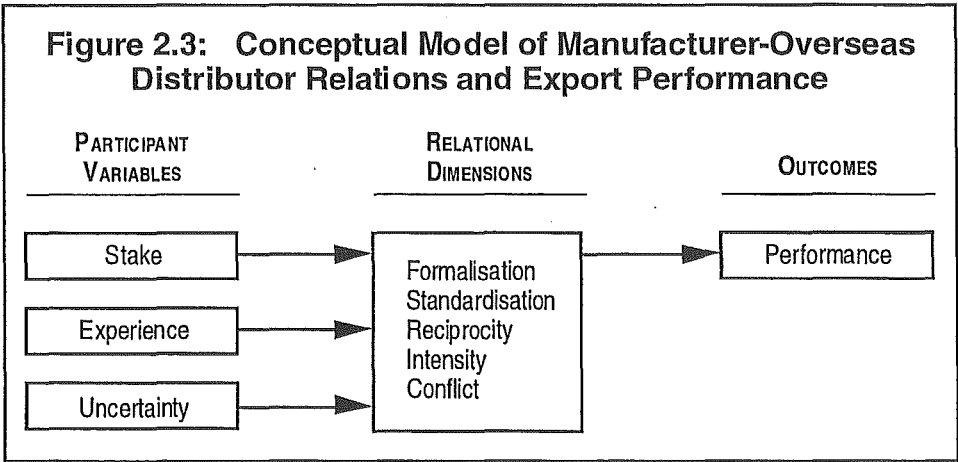 Figure 2.3: Conceptual Model of Manufacturer-Overseas
Distributor Relations and Export Performance
PARTICIPANT
VARIABLES
RELATIONAL
DIMENSIONS
OUTCOMES
Stake
Experience
Uncertainty
Formalisation
Standardisation
Reciprocity
Intensity
Conflict
Performance